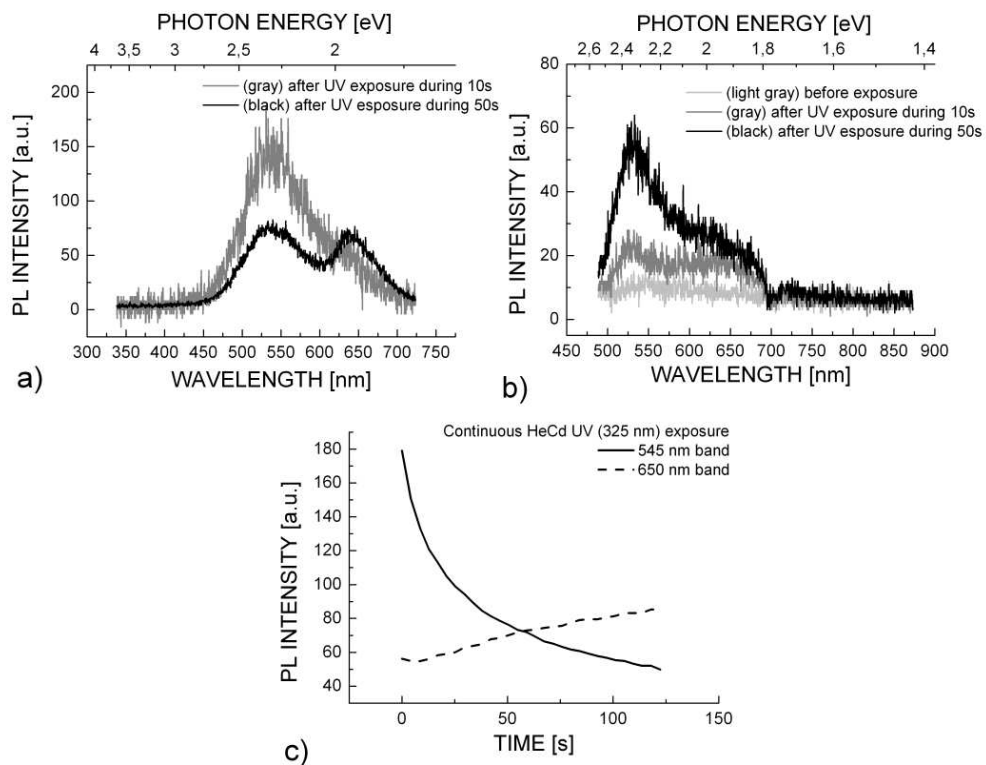 PHOTON ENERGY [eV]
4 3,5 3 2,5 2
(gray) after UV exposure during 10s
(black) after UV esposure during 50s
PL INTENSITY [a.u.]
200
150
100
75
50
25
0
300 350 400 450 500 550 600 650 700 750
WAVELENGTH [nm]
a)
PHOTON ENERGY [eV]
2,6 2,4 2,2 2 1,8 1,6 1,4
(light gray) before exposure
(gray) after UV exposure during 10s
(black) after UV esposure during 50s
PL INTENSITY [a.u.]
80
60
40
20
0
450 500 550 600 700 750 800 850 900
WAVELENGTH [nm]
b)
Continuous HeCd UV (325 nm) exposure
545 nm band
650 nm band
PL INTENSITY [a.u.]
180
160
140
120
100
80
60
40
0 50 100 150
TIME [s]
c)